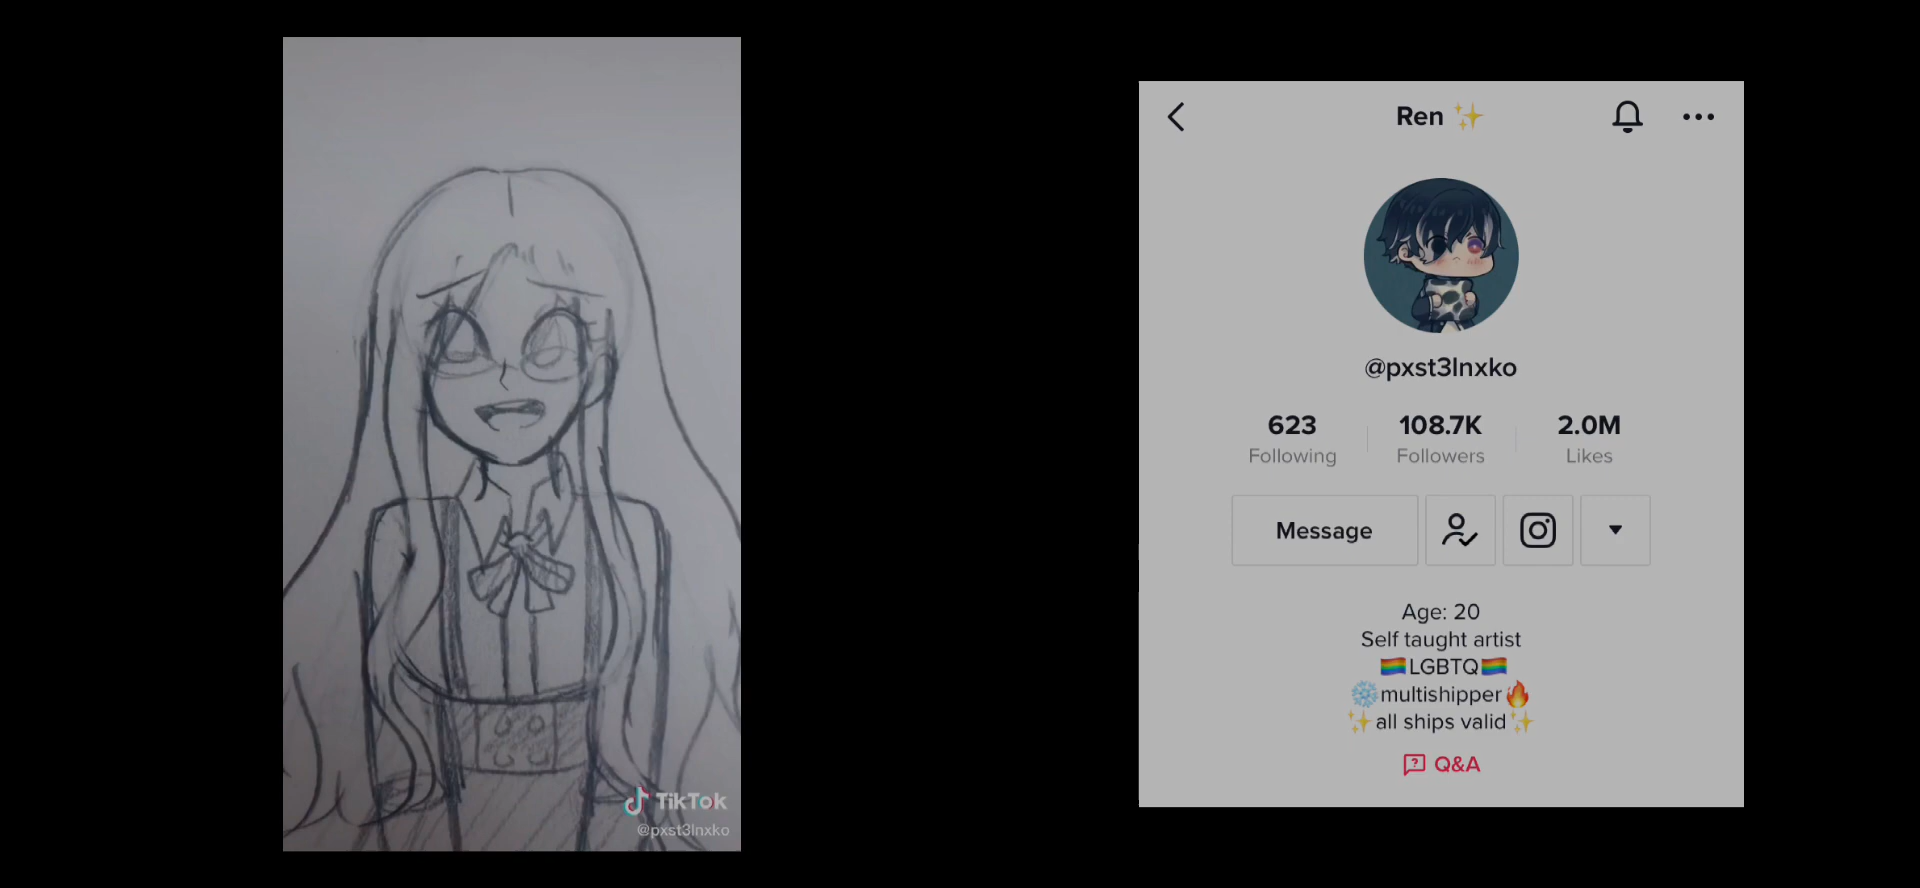 TikTok
@pxst3lnxko
Ren ✨
@pxst3lnxko
623
Following
108.7K
Followers
2.0M
Likes
Message
Age: 20
Self taught artist
🏳️‍🌈LGBTQ🏳️‍🌈
❄️multishipper🔥
✨all ships valid✨
Q&A